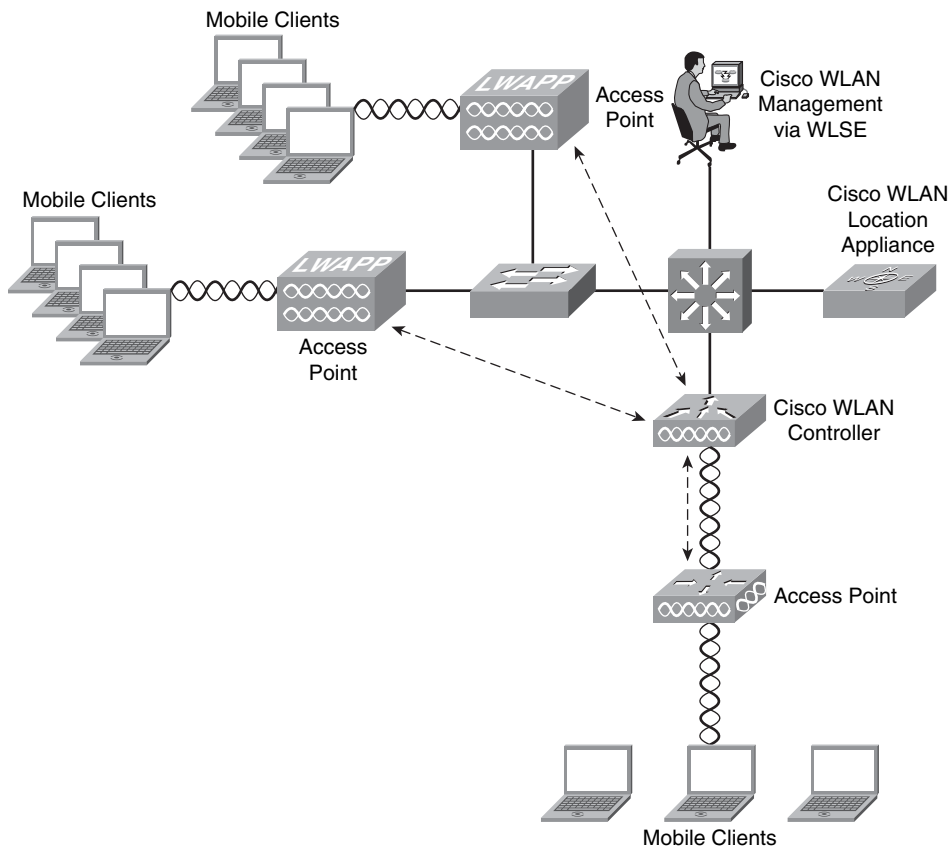 Mobile Clients
LWAPP
Access
Point
Cisco WLAN
Management
via WLSE
Mobile Clients
LWAPP
Access
Point
Cisco WLAN
Location
Appliance
N
W
E
S
Cisco WLAN
Controller
Access Point
Mobile Clients